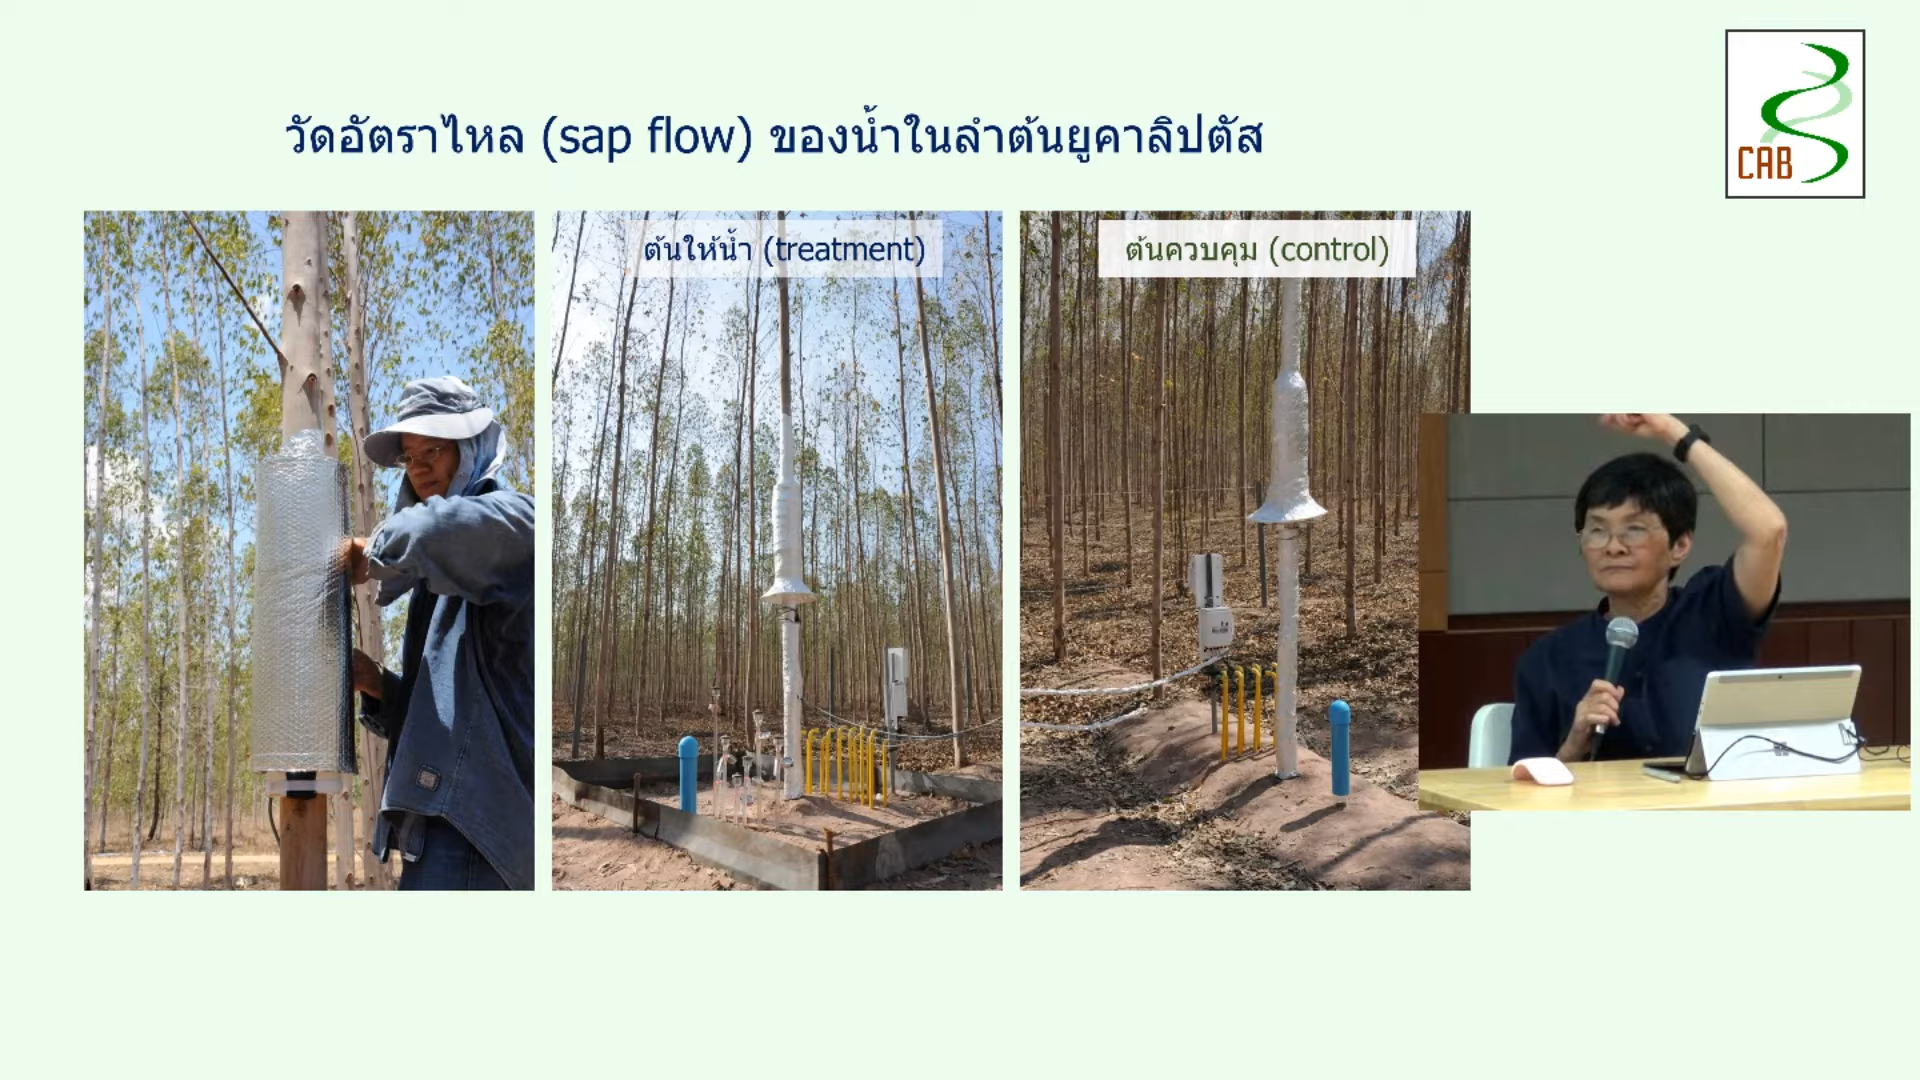 วัดอัตราไหล (sap flow) ของน้ำในลำต้นยูคาลิปตัส
CAB
ต้นให้น้ำ (treatment)
ต้นควบคุม (control)